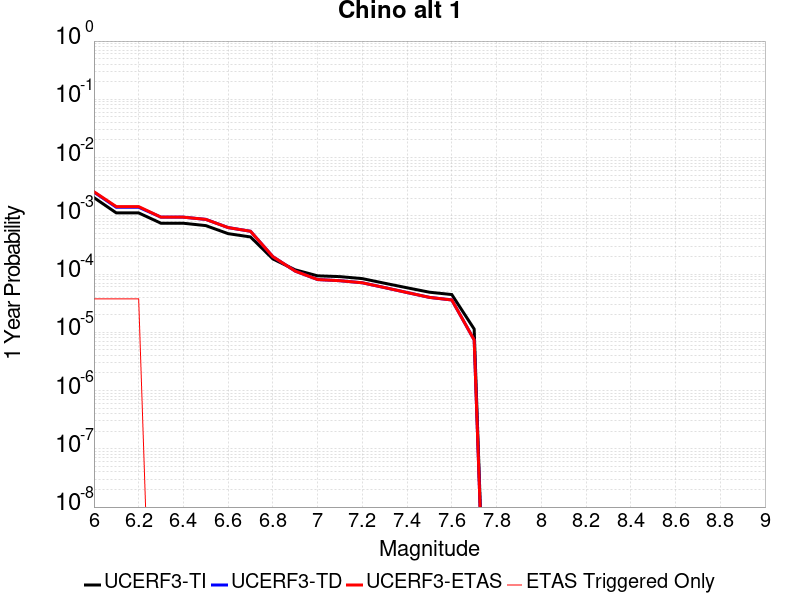 Chino alt 1
10 0
10 -1
10 -2
10 -3
10 -4
10 -5
10 -6
10 -7
10 -8
1 Year Probability
6 6.2 6.4 6.6 6.8 7 7.2 7.4 7.6 7.8 8 8.2 8.4 8.6 8.8 9
Magnitude
UCERF3-TI UCERF3-TD UCERF3-ETAS ETAS Triggered Only